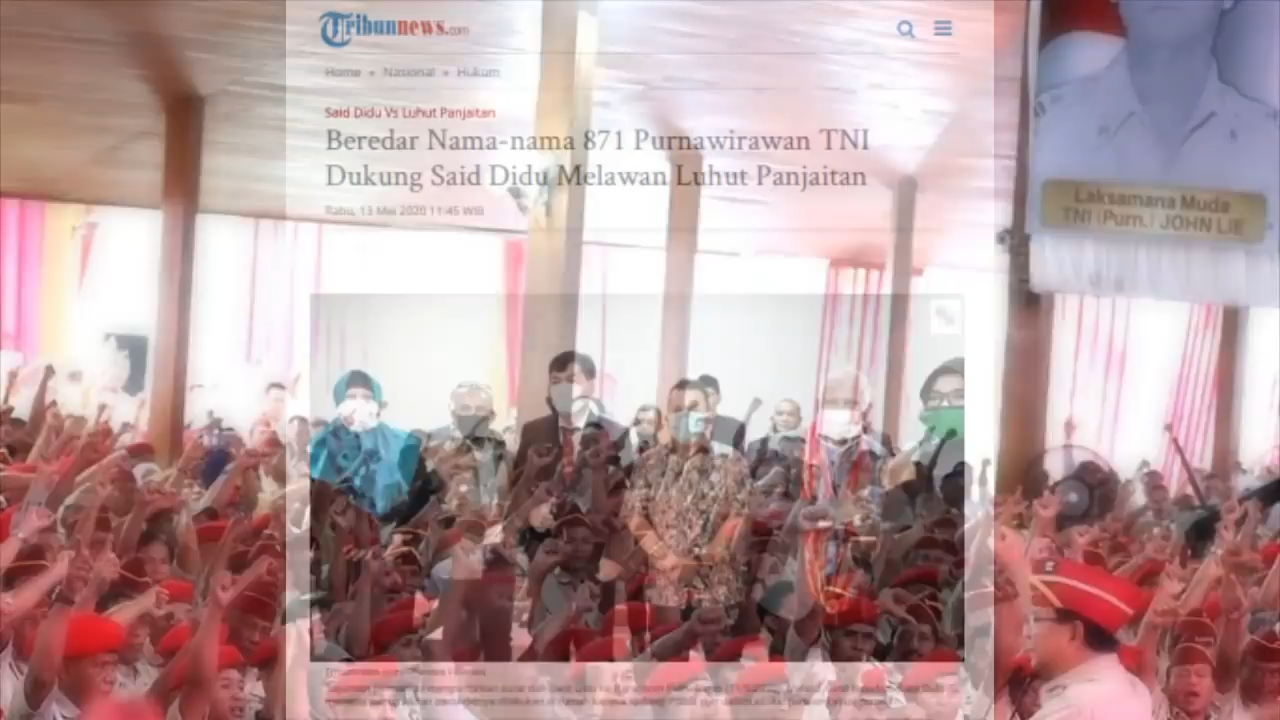 Tribunnews.com
Home » Nasional » Hukum
Said Didu Vs Luhut Panjaitan
Beredar Nama-nama 871 Purnawirawan TNI
Dukung Said Didu Melawan Luhut Panjaitan
Rabu, 13 Mei 2020 11:45 WIB
Laksamana Muda
TNI (Purn.) JOHN LIE